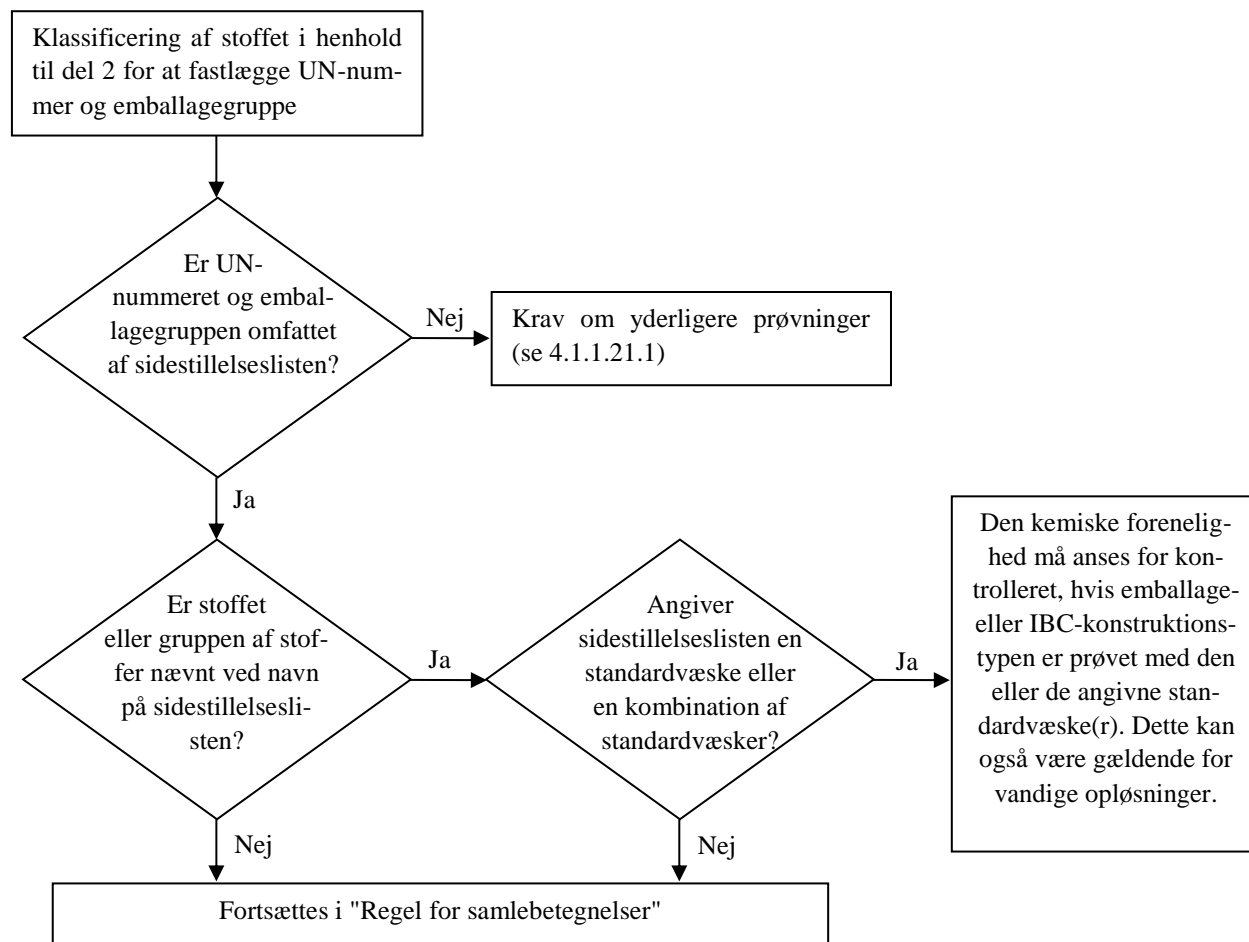 Klassificering af stoffet i henhold
til del 2 for at fastlægge UN-num-
mer og emballagegruppe
Er UN-
nummeret og embal-
lagegruppen omfattet
af sidestillelseslisten?
Nej
Krav om yderligere prøvninger
(se 4.1.1.21.1)
Ja
Er stoffet
eller gruppen af stof-
fer nævnt ved navn
på sidestillelsesli-
sten?
Ja
Angiver
sidestillelseslisten en
standardvæske eller
en kombination af
standardvæsker?
Ja
Den kemiske forenelig-
hed må anses for kon-
trolleret, hvis emballage-
eller IBC-konstruktions-
typen er prøvet med den
eller de angivne stan-
dardvæske(r). Dette kan
også være gældende for
vandige opløsninger.
Nej
Nej
Fortsættes i "Regel for samlebetegnelser"